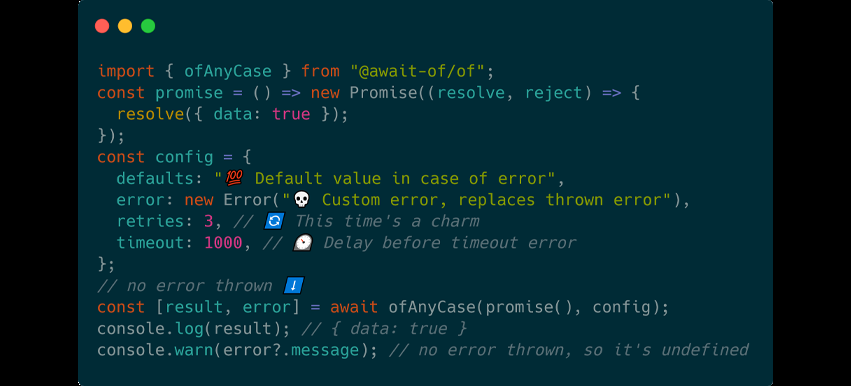 import { ofAnyCase } from "@await-of/of";
const promise = () => new Promise((resolve, reject) => {
  resolve({ data: true });
});
const config = {
  defaults: "💯 Default value in case of error",
  error: new Error("💀 Custom error, replaces thrown error"),
  retries: 3, // 🔄 This time's a charm
  timeout: 1000, // ⏲️ Delay before timeout error
};
// no error thrown ⬇️
const [result, error] = await ofAnyCase(promise(), config);
console.log(result); // { data: true }
console.warn(error?.message); // no error thrown, so it's undefined